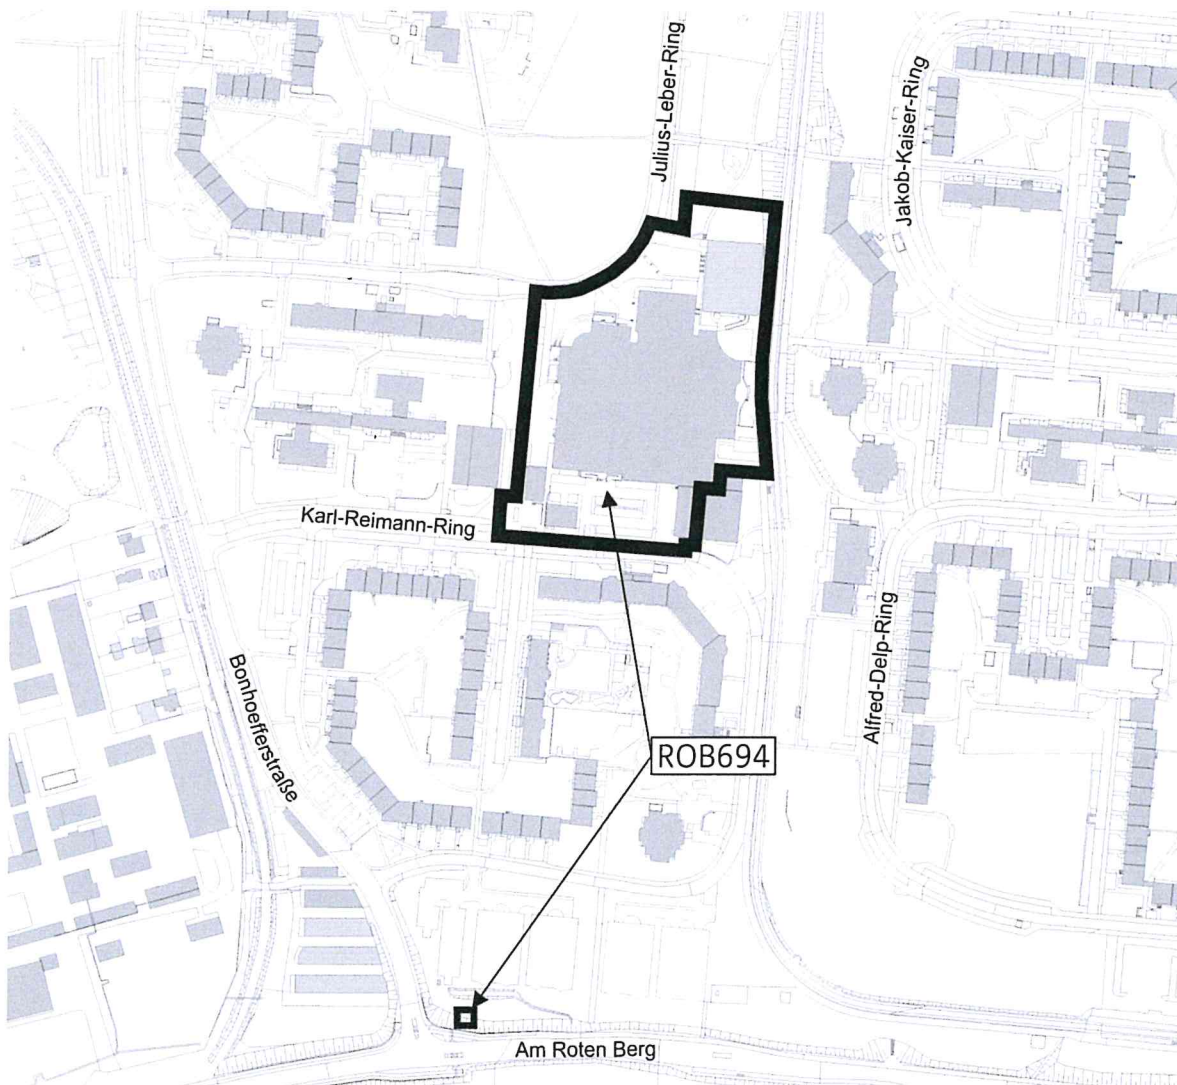 Julius-Leber-Ring
Jakob-Kaiser-Ring
Karl-Reimann-Ring
Alfred-Delp-Ring
Bonhoefferstraße
ROB694
Am Roten Berg